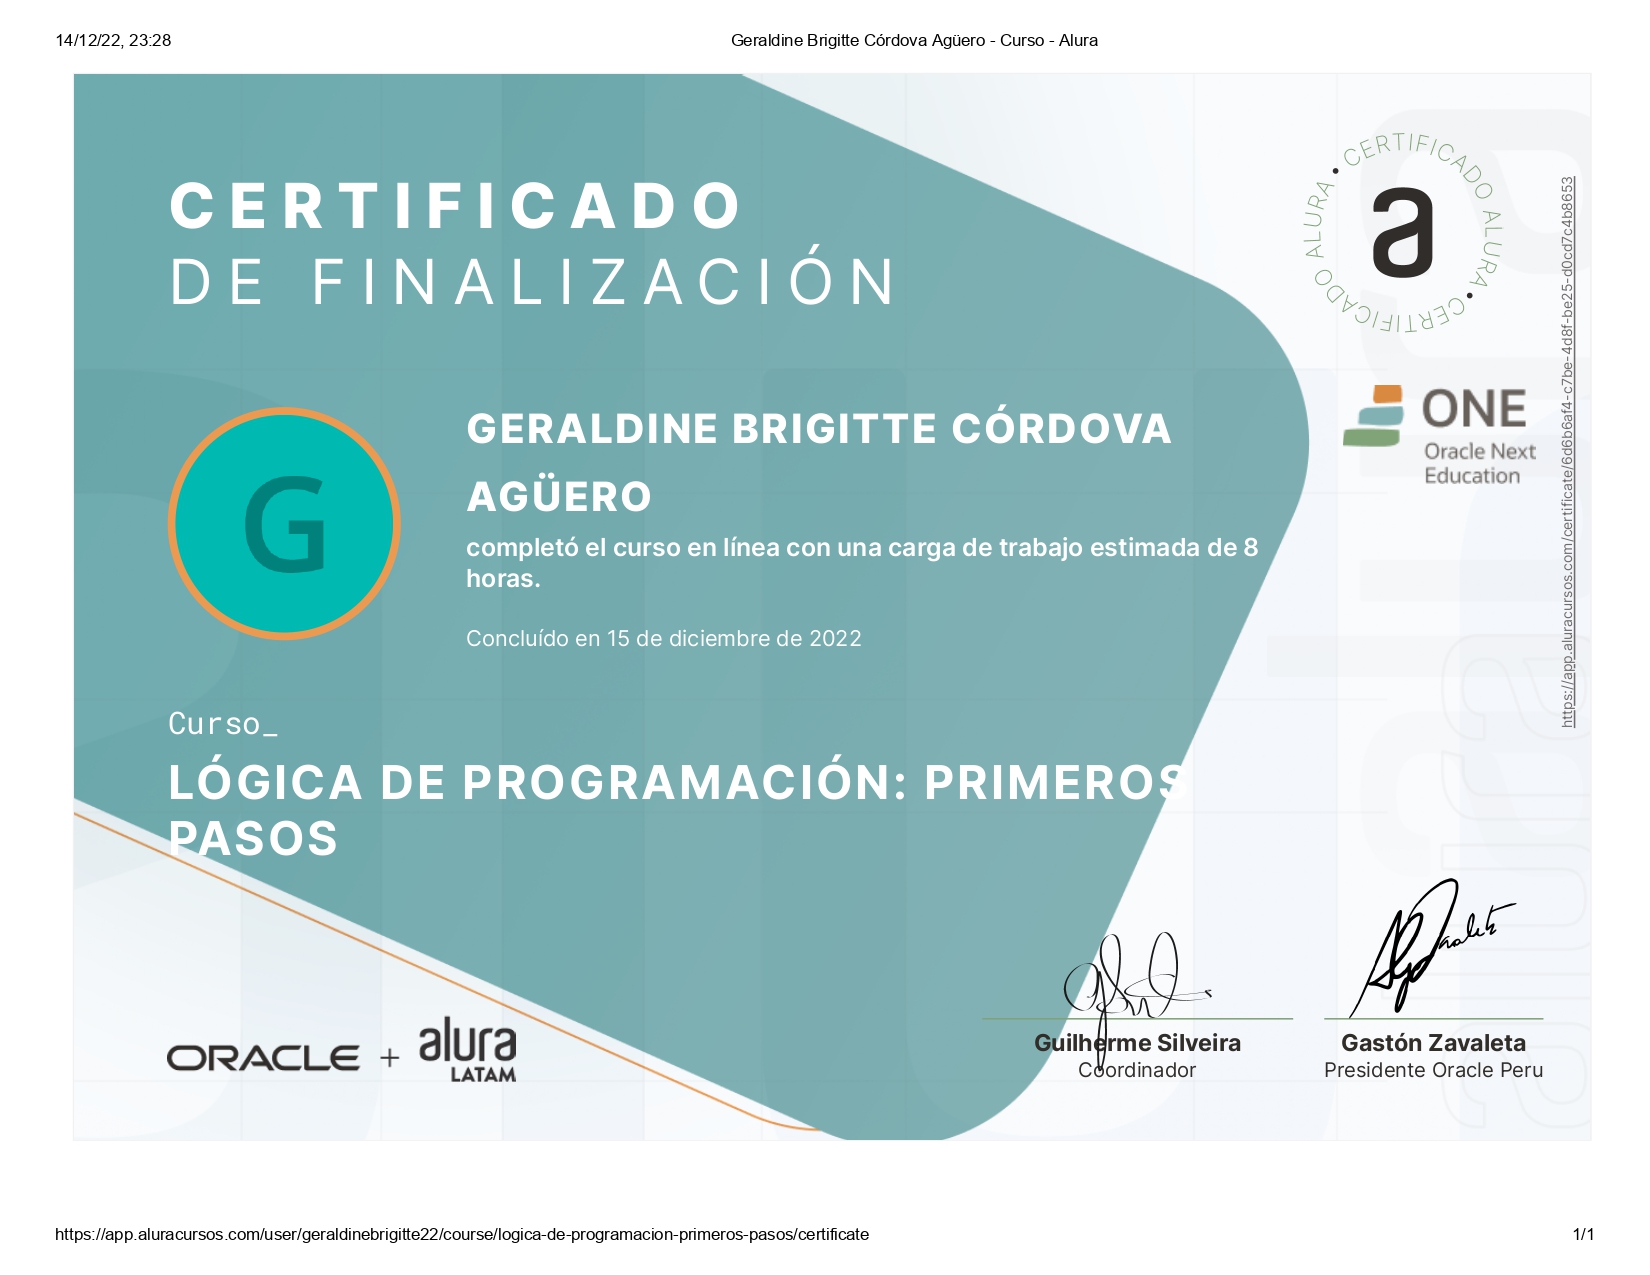 14/12/22, 23:28
Geraldine Brigitte Córdova Agüero - Curso - Alura
CERTIFICADO
DE FINALIZACIÓN
CERTIFICADO ALURA • CERTIFICADO ALURA •
a
ONE
Oracle Next
Education
https://app.aluracursos.com/certificate/6d6b6af4-c7be-4d8f-be25-d0cd7c4b8653
G
GERALDINE BRIGITTE CÓRDOVA
AGÜERO
completó el curso en línea con una carga de trabajo estimada de 8
horas.
Concluído en 15 de diciembre de 2022
Curso_
LÓGICA DE PROGRAMACIÓN: PRIMEROS
PASOS
ORACLE + alura
LATAM
Guilherme Silveira
Coordinador
Gastón Zavaleta
Presidente Oracle Peru
https://app.aluracursos.com/user/geraldinebrigitte22/course/logica-de-programacion-primeros-pasos/certificate
1/1